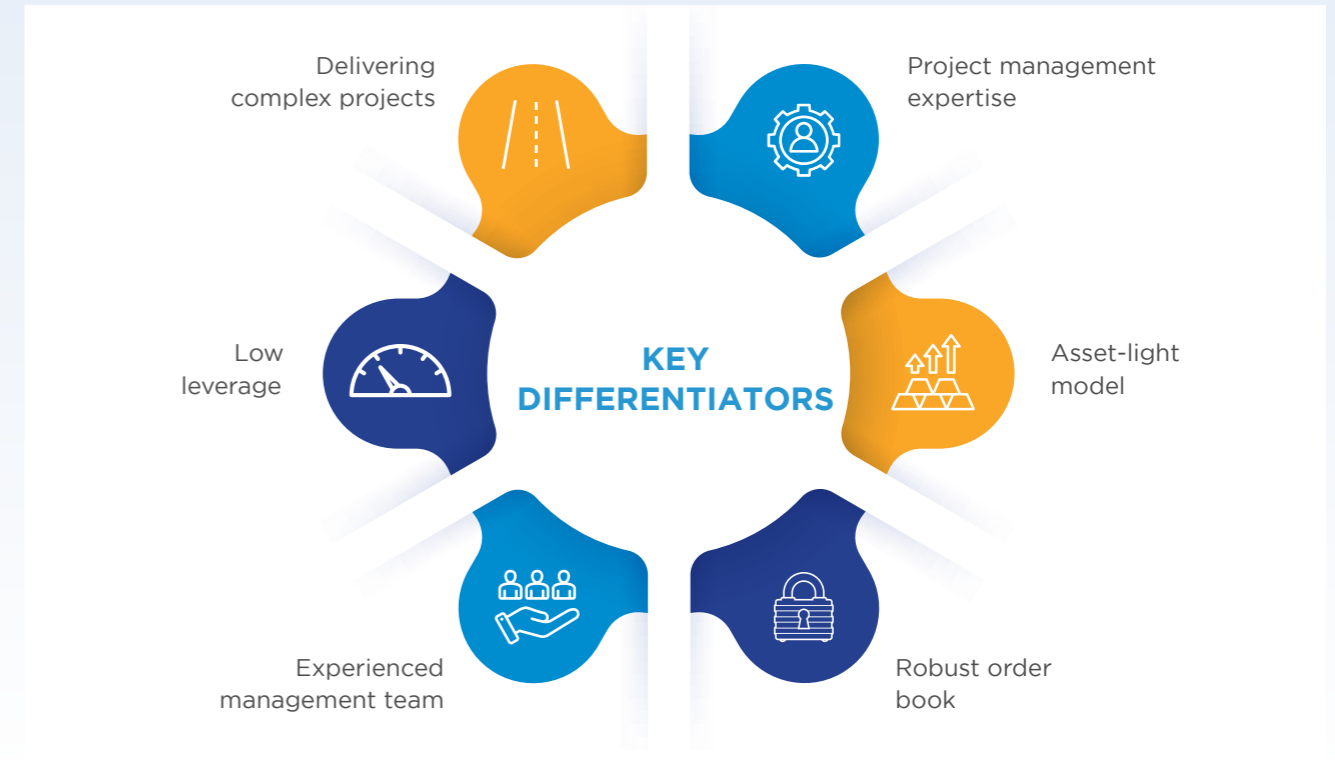 Delivering
complex projects
Project management
expertise
Low
leverage
KEY
DIFFERENTIATORS
Asset-light
model
Experienced
management team
Robust order
book